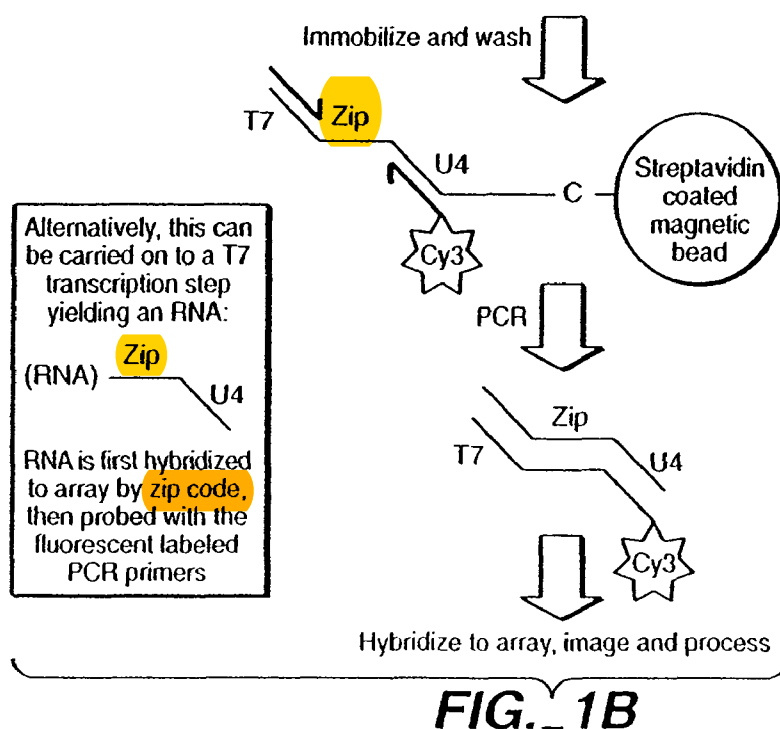 Immobilize and wash
T7
Zip
U4
C
Streptavidin
coated
magnetic
bead
Cy3
Alternatively, this can
be carried on to a T7
transcription step
yielding an RNA:
Zip
(RNA)
U4
RNA is first hybridized
to array by zip code,
then probed with the
fluorescent labeled
PCR primers
PCR
Zip
T7
U4
Cy3
Hybridize to array, image and process
FIG._1B